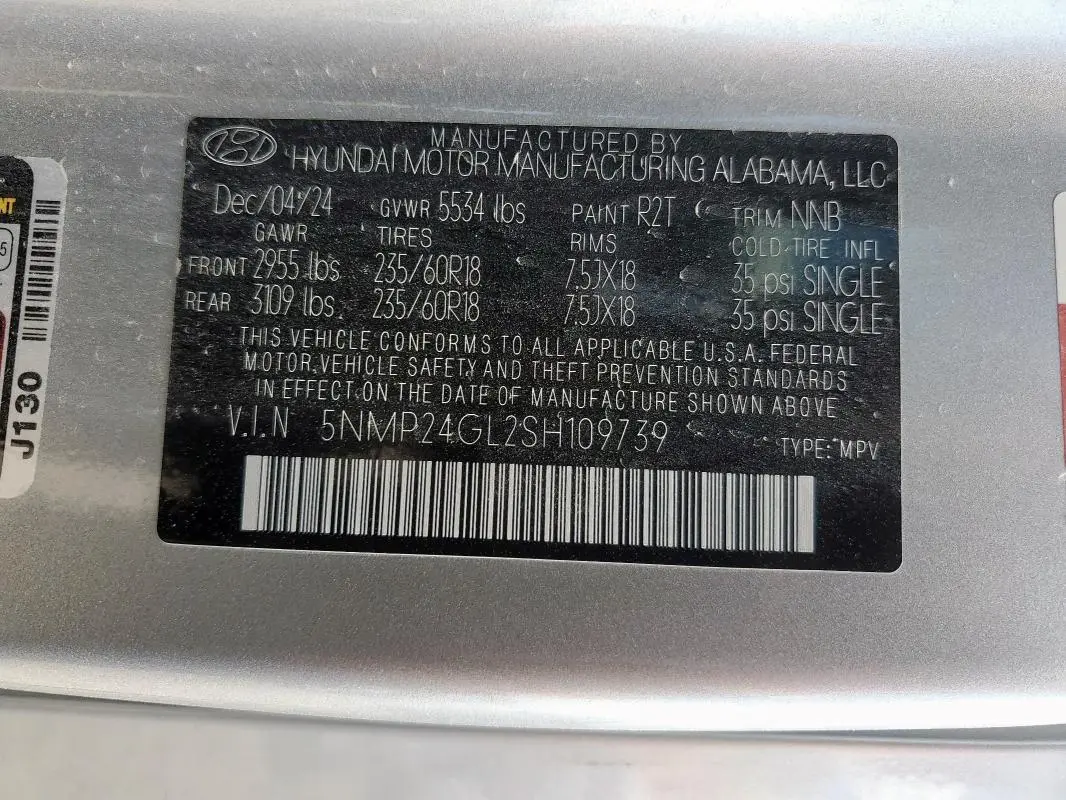 MANUFACTURED BY
HYUNDAI MOTOR MANUFACTURING ALABAMA, LLC
Dec/04/24 GVWR 5534 lbs PAINT R2T TRIM NNB
GAWR TIRES RIMS COLD TIRE INFL
FRONT 2955 lbs 235/60R18 7.5JX18 35 psi SINGLE
REAR 3109 lbs 235/60R18 7.5JX18 35 psi SINGLE
THIS VEHICLE CONFORMS TO ALL APPLICABLE U.S.A. FEDERAL
MOTOR VEHICLE SAFETY AND THEFT PREVENTION STANDARDS
IN EFFECT ON THE DATE OF MANUFACTURE SHOWN ABOVE
V.I.N 5NMP24GL2SH109739 TYPE: MPV
J130